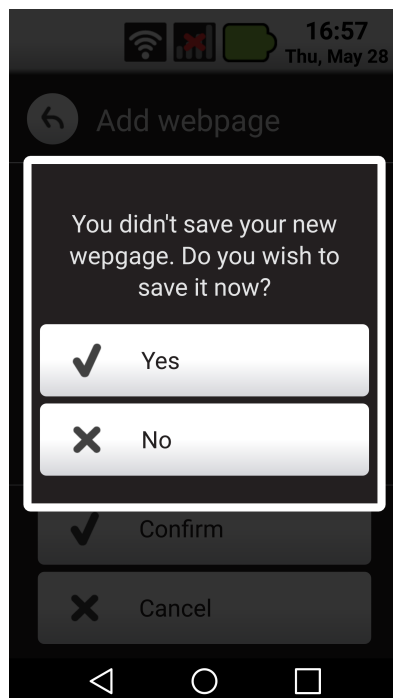 16:57
Thu, May 28
Add webpage
You didn't save your new
wepgage. Do you wish to
save it now?
Yes
No
Confirm
Cancel